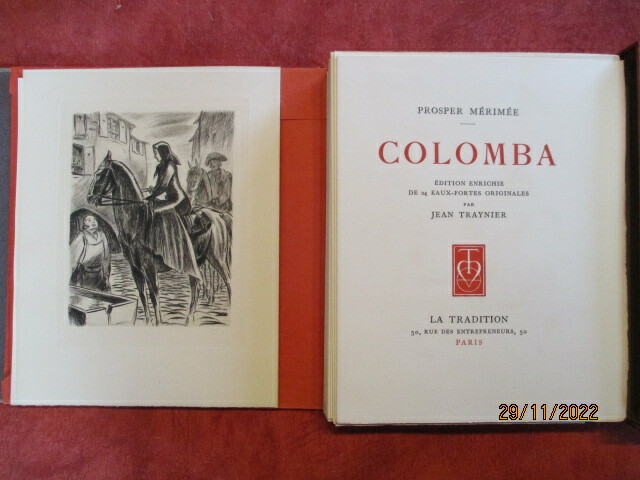 PROSPER MÉRIMÉE
COLOMBA
ÉDITION ENRICHIE
DE 24 EAUX-FORTES ORIGINALES
PAR
JEAN TRAYNIER
LA TRADITION
50, RUE DES ENTREPRENEURS, 50
PARIS
29/11/2022